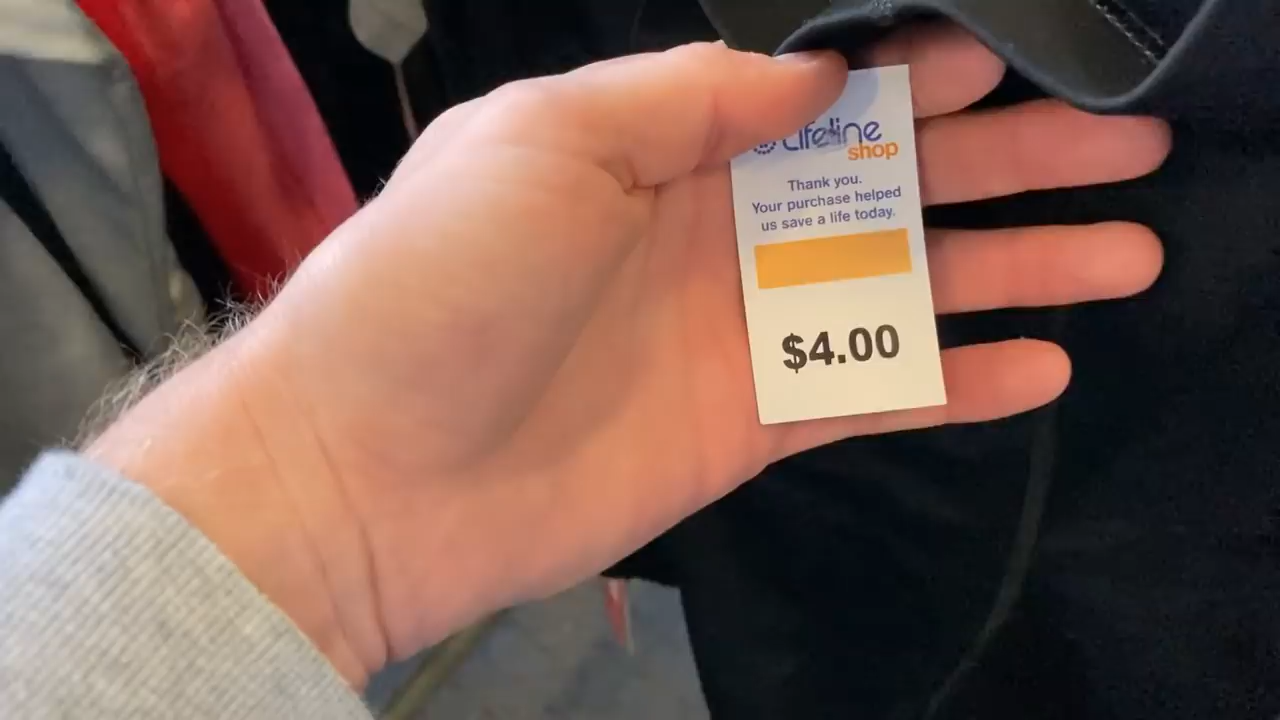 Lifeline
shop
Thank you.
Your purchase helped
us save a life today.
$4.00